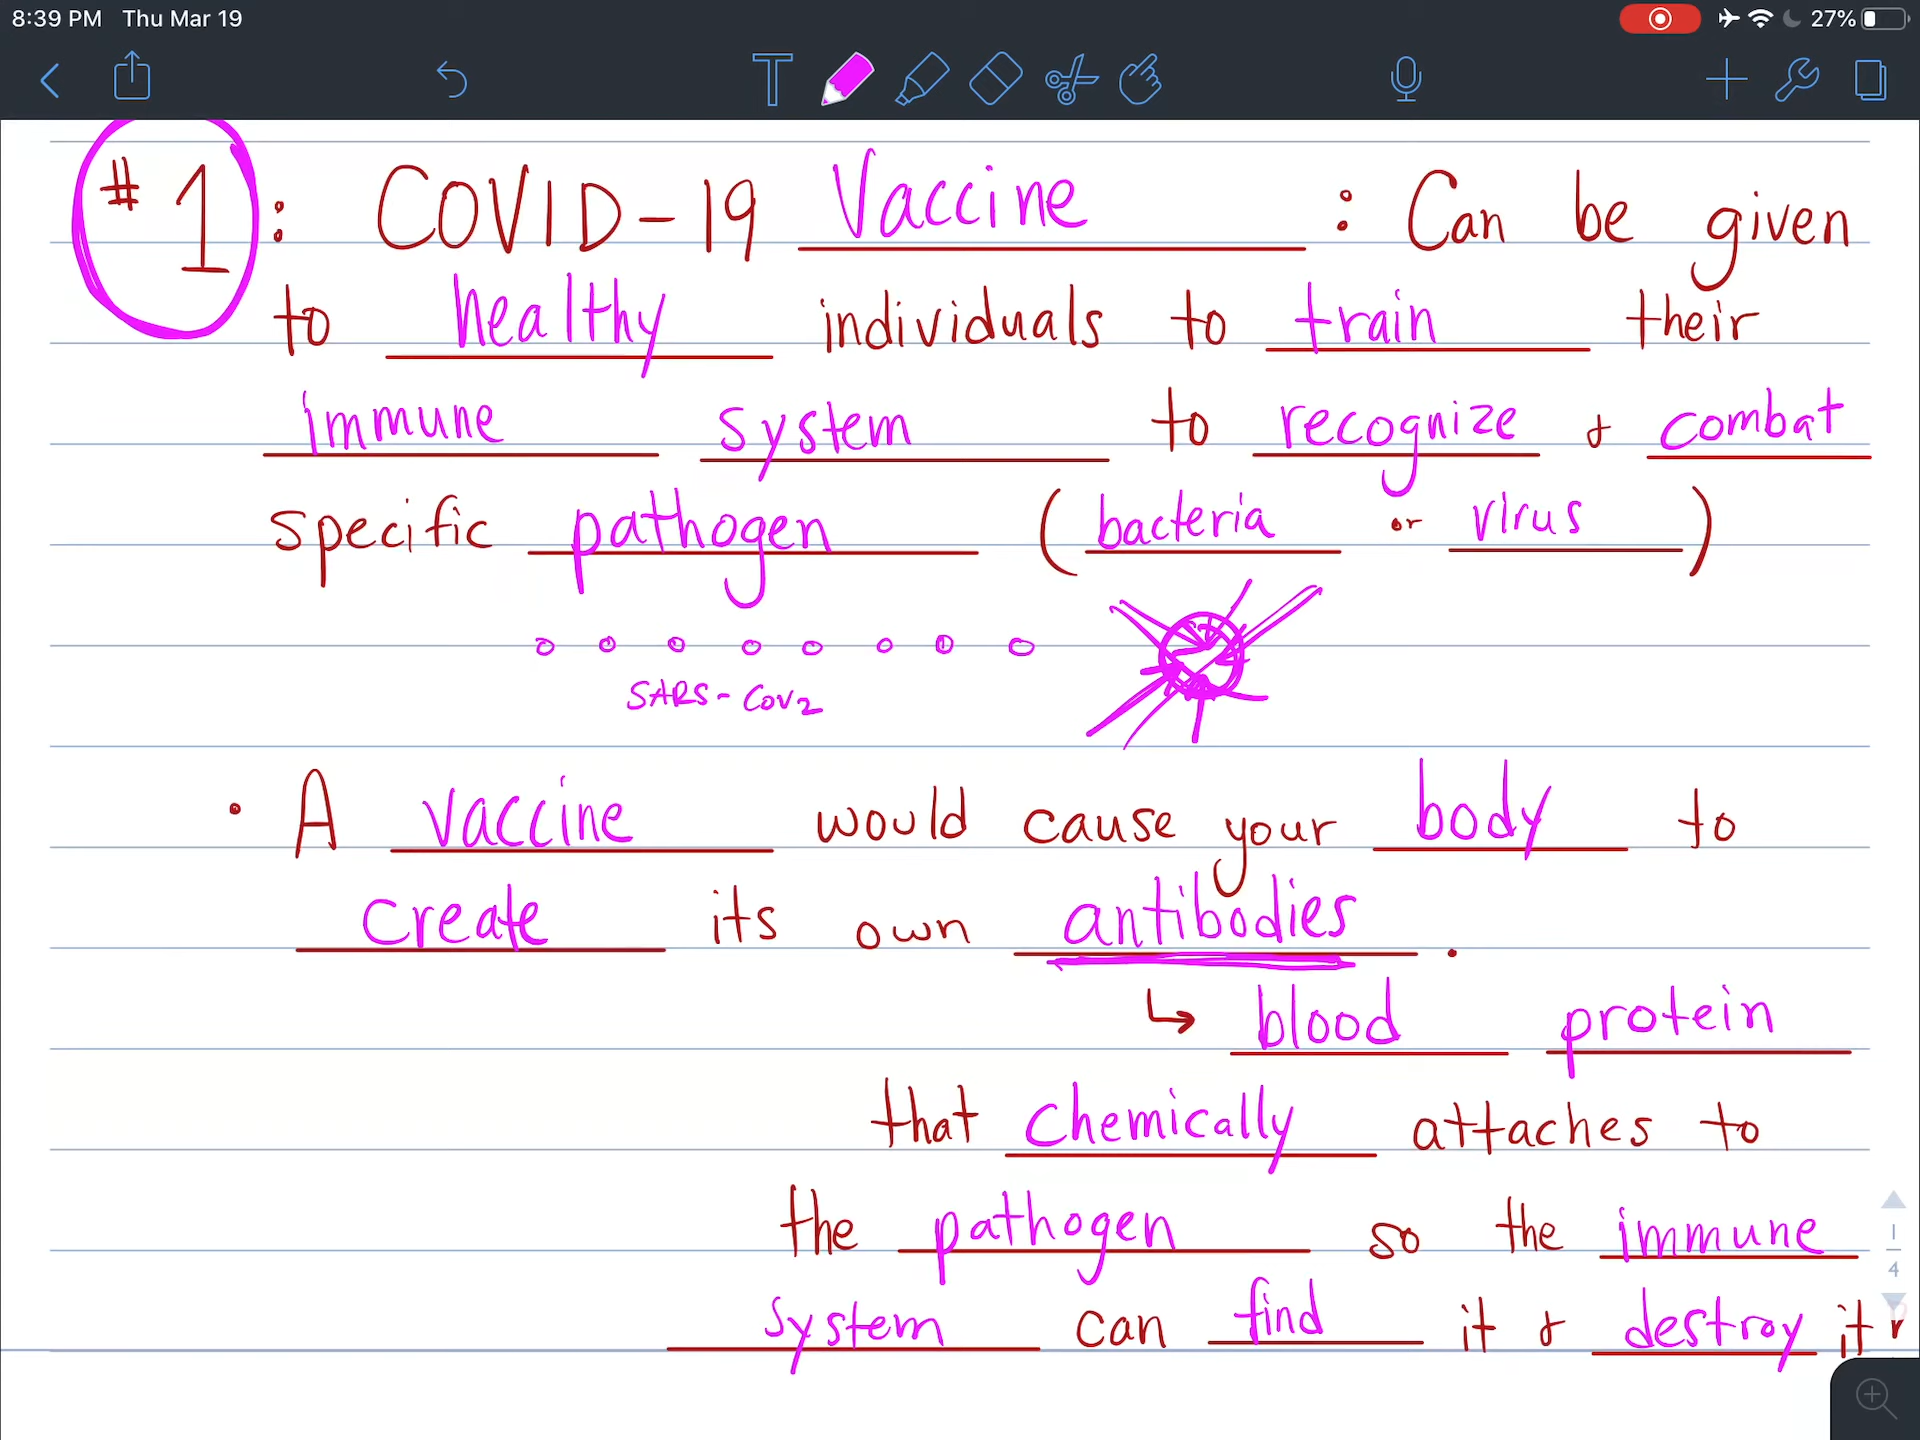 8:39 PM Thu Mar 19 27%
#1: COVID-19 Vaccine : Can be given
to healthy individuals to train their
immune system to recognize & combat
specific pathogen (bacteria or virus)
SARS-CoV2
• A vaccine would cause your body to
create its own antibodies.
↳ blood protein
that chemically attaches to
the pathogen so the immune
system can find it & destroy it
1
4